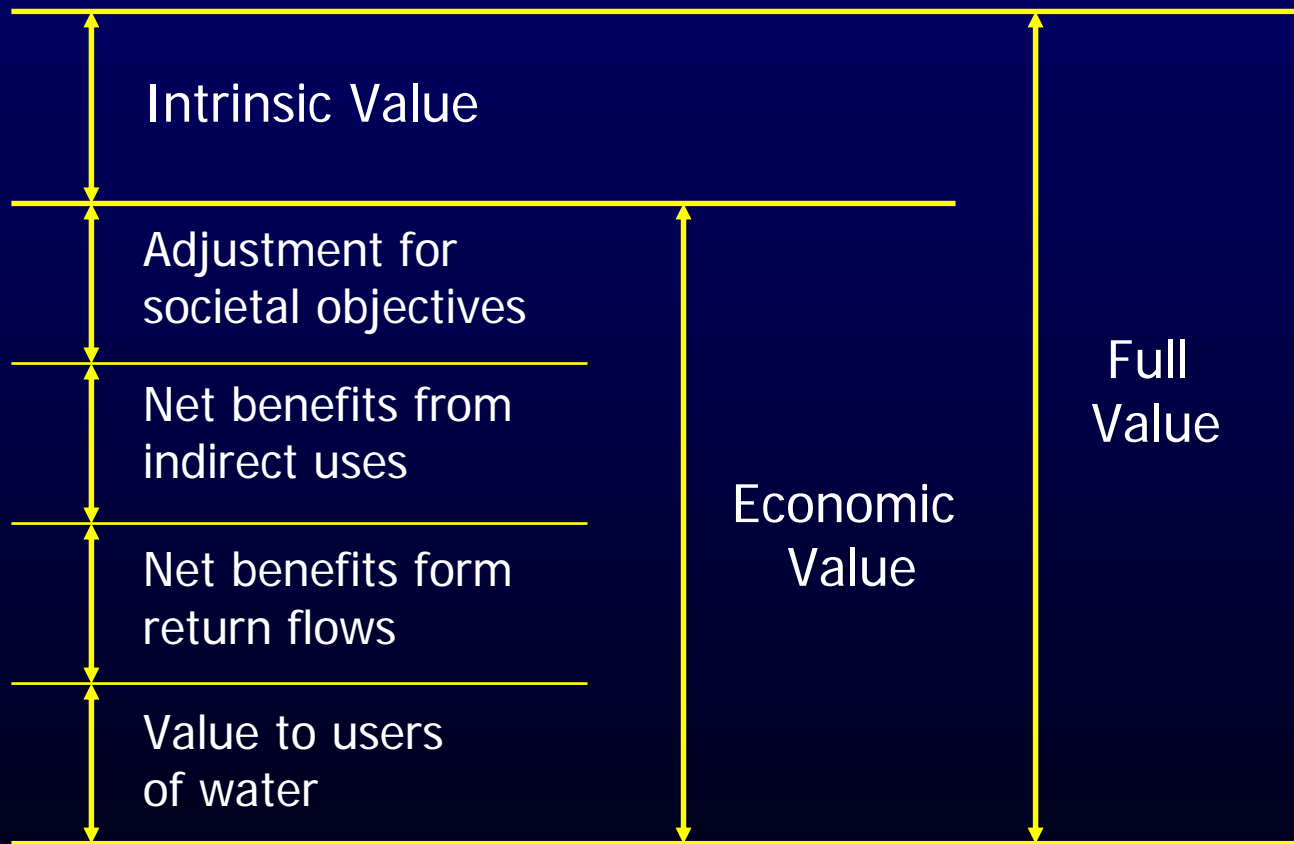 Intrinsic Value
Adjustment for
societal objectives
Net benefits from
indirect uses
Net benefits form
return flows
Value to users
of water
Economic
Value
Full
Value